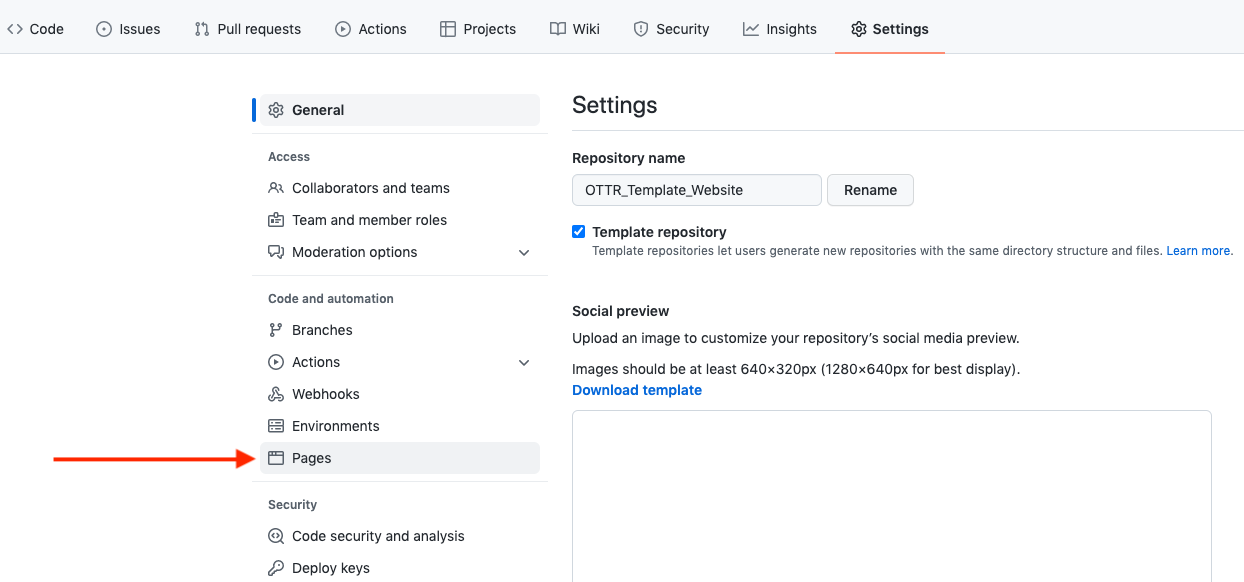 Code Issues Pull requests Actions Projects Wiki Security Insights Settings
General
Access
Collaborators and teams
Team and member roles
Moderation options
Code and automation
Branches
Actions
Webhooks
Environments
Pages
Security
Code security and analysis
Deploy keys
Settings
Repository name
OTTR_Template_Website Rename
Template repository
Template repositories let users generate new repositories with the same directory structure and files. Learn more.
Social preview
Upload an image to customize your repository’s social media preview.
Images should be at least 640×320px (1280×640px for best display).
Download template